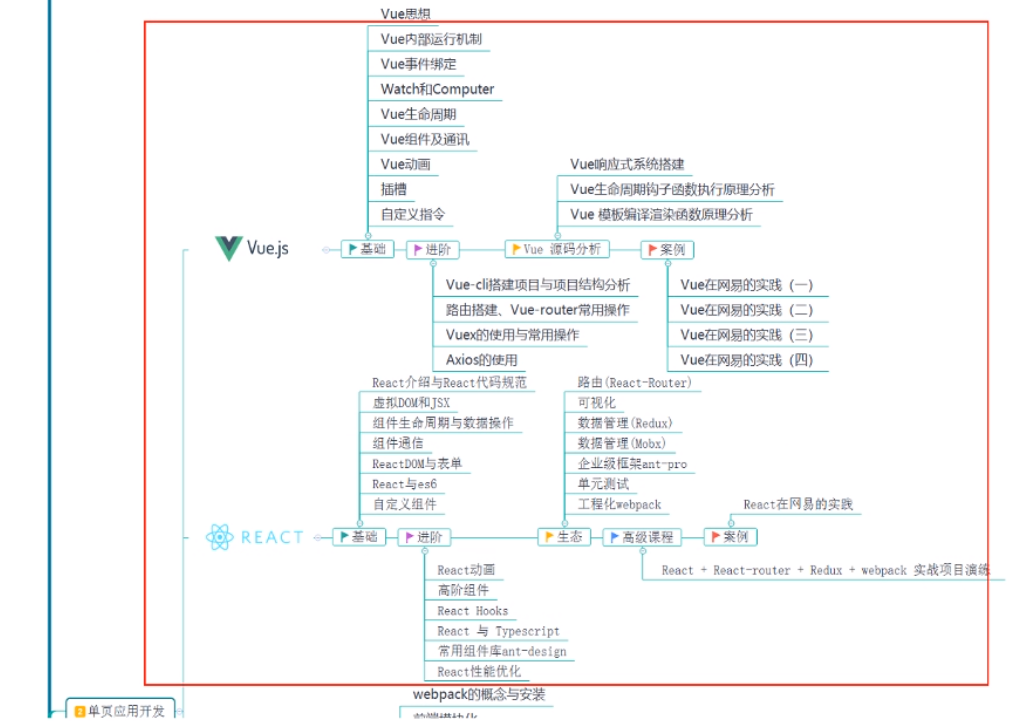 Vue思想
Vue内部运行机制
Vue事件绑定
Watch和Computer
Vue生命周期
Vue组件及通讯
Vue动画
插槽
自定义指令
Vue响应式系统搭建
Vue生命周期钩子函数执行原理分析
Vue 模板编译渲染函数原理分析
Vue.js
基础
进阶
Vue 源码分析
案例
Vue-cli搭建项目与项目结构分析
路由搭建、Vue-router常用操作
Vuex的使用与常用操作
Axios的使用
Vue在网易的实践（一）
Vue在网易的实践（二）
Vue在网易的实践（三）
Vue在网易的实践（四）
React介绍与React代码规范
虚拟DOM和JSX
组件生命周期与数据操作
组件通信
ReactDOM与表单
React与es6
自定义组件
路由(React-Router)
可视化
数据管理(Redux)
数据管理(Mobx)
企业级框架ant-pro
单元测试
工程化webpack
React在网易的实践
REACT
基础
进阶
生态
高级课程
案例
React + React-router + Redux + webpack 实战项目演练
React动画
高阶组件
React Hooks
React 与 Typescript
常用组件库ant-design
React性能优化
webpack的概念与安装
2 单页应用开发
前端模块化